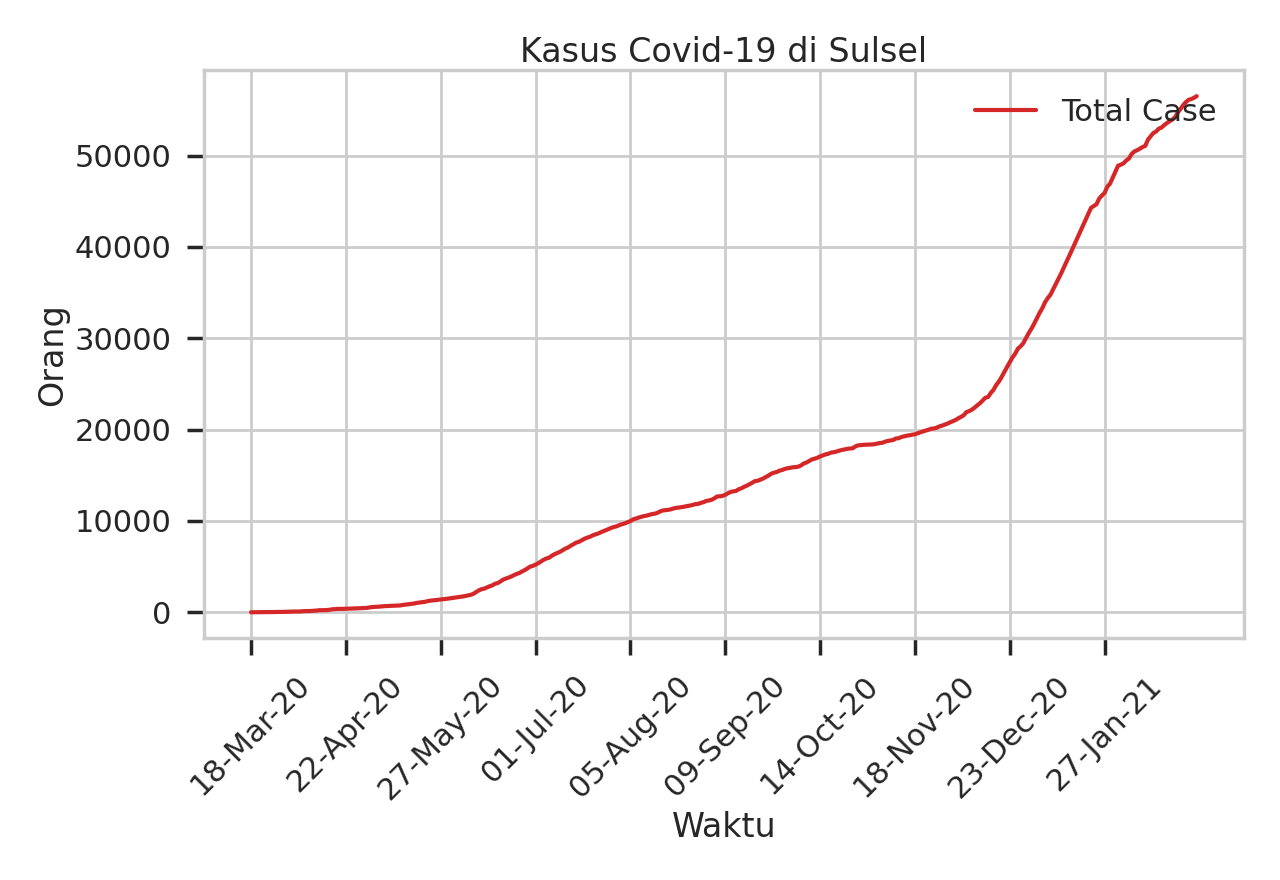 Kasus Covid-19 di Sulsel
Total Case
50000
40000
30000
20000
10000
0
Orang
18-Mar-20
22-Apr-20
27-May-20
01-Jul-20
05-Aug-20
09-Sep-20
14-Oct-20
18-Nov-20
23-Dec-20
27-Jan-21
Waktu